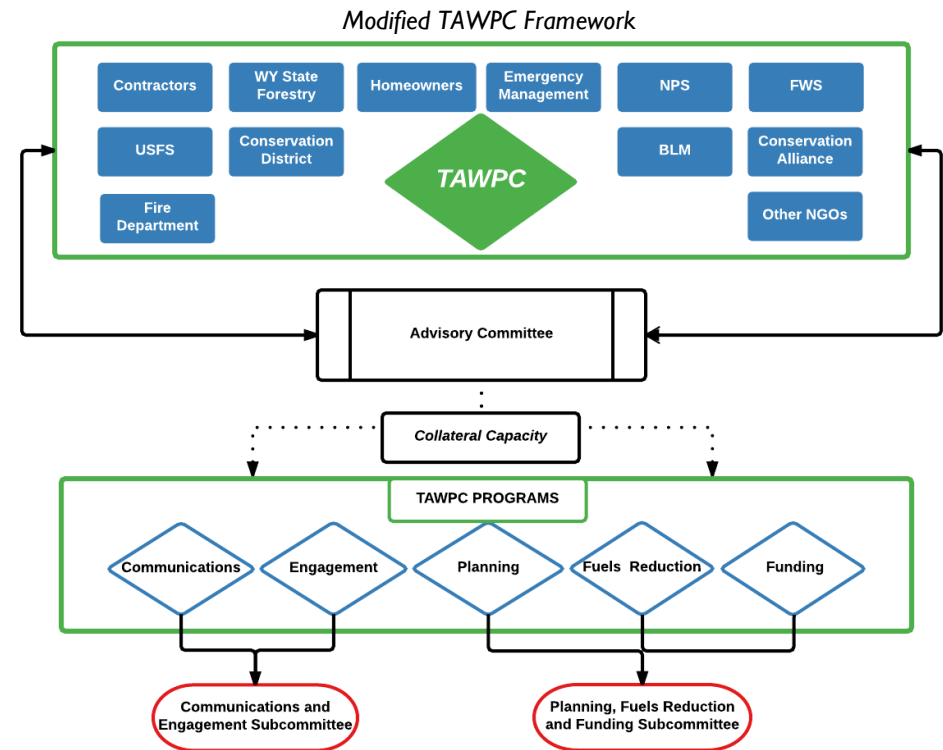 Modified TAWPC Framework
Contractors
WY State
Forestry
Homeowners
Emergency
Management
NPS
FWS
USFS
Conservation
District
TAWPC
BLM
Conservation
Alliance
Fire
Department
Other NGOs
Advisory Committee
Collateral Capacity
TAWPC PROGRAMS
Communications
Engagement
Planning
Fuels Reduction
Funding
Communications and
Engagement Subcommittee
Planning, Fuels Reduction
and Funding Subcommittee